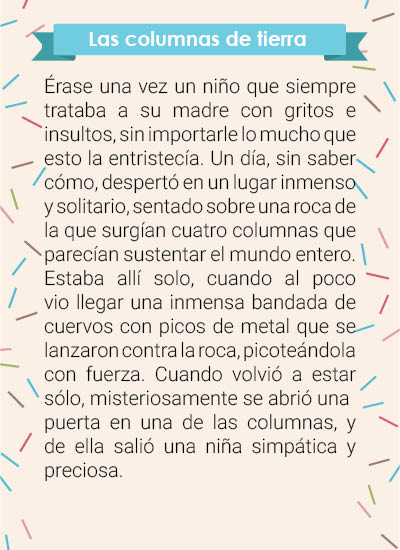 Las columnas de tierra
Érase una vez un niño que siempre
trataba a su madre con gritos e
insultos, sin importarle lo mucho que
esto la entristecía. Un día, sin saber
cómo, despertó en un lugar inmenso
y solitario, sentado sobre una roca de
la que surgían cuatro columnas que
parecían sustentar el mundo entero.
Estaba allí solo, cuando al poco
vio llegar una inmensa bandada de
cuervos con picos de metal que se
lanzaron contra la roca, picoteándola
con fuerza. Cuando volvió a estar
sólo, misteriosamente se abrió una
puerta en una de las columnas, y
de ella salió una niña simpática y
preciosa.